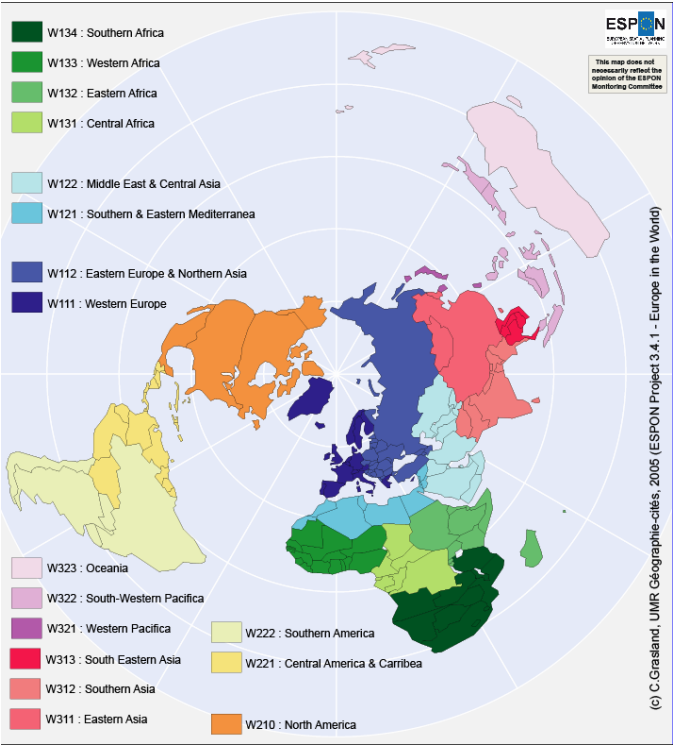 W134 : Southern Africa
W133 : Western Africa
W132 : Eastern Africa
W131 : Central Africa
W122 : Middle East & Central Asia
W121 : Southern & Eastern Mediterranea
W112 : Eastern Europe & Northern Asia
W111 : Western Europe
ESPON
EUROPEAN SPATIAL PLANNING
This map does not
necessarily reflect the
opinion of the ESPON
Monitoring Committee
(c) C.Grasland, UMR Géographie-cités, 2005 (ESPON Project 3.4.1 - Europe in the World)
W323 : Oceania
W322 : South-Western Pacifica
W321 : Western Pacifica
W313 : South Eastern Asia
W312 : Southern Asia
W311 : Eastern Asia
W222 : Southern America
W221 : Central America & Carribea
W210 : North America